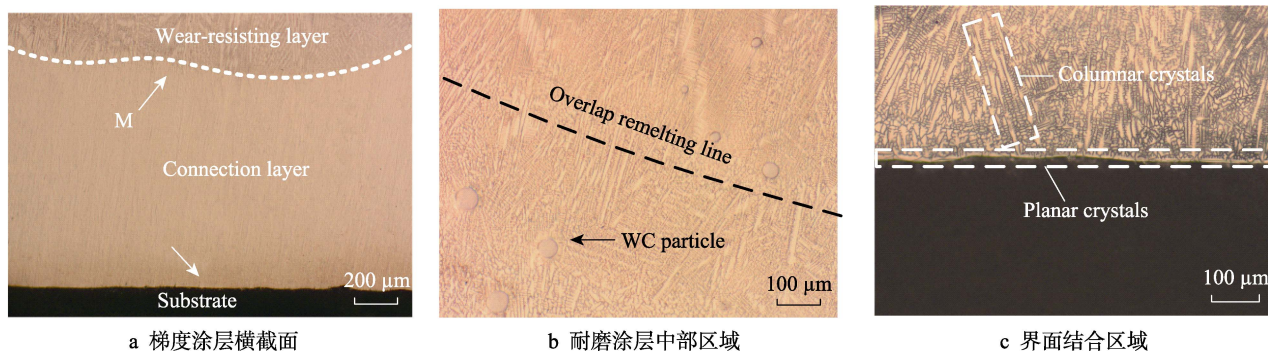 Wear-resisting layer
M
Connection layer
200 μm
Substrate
a 梯度涂层横截面
Overlap remelting line
WC particle
100 μm
b 耐磨涂层中部区域
Columnar crystals
Planar crystals
100 μm
c 界面结合区域